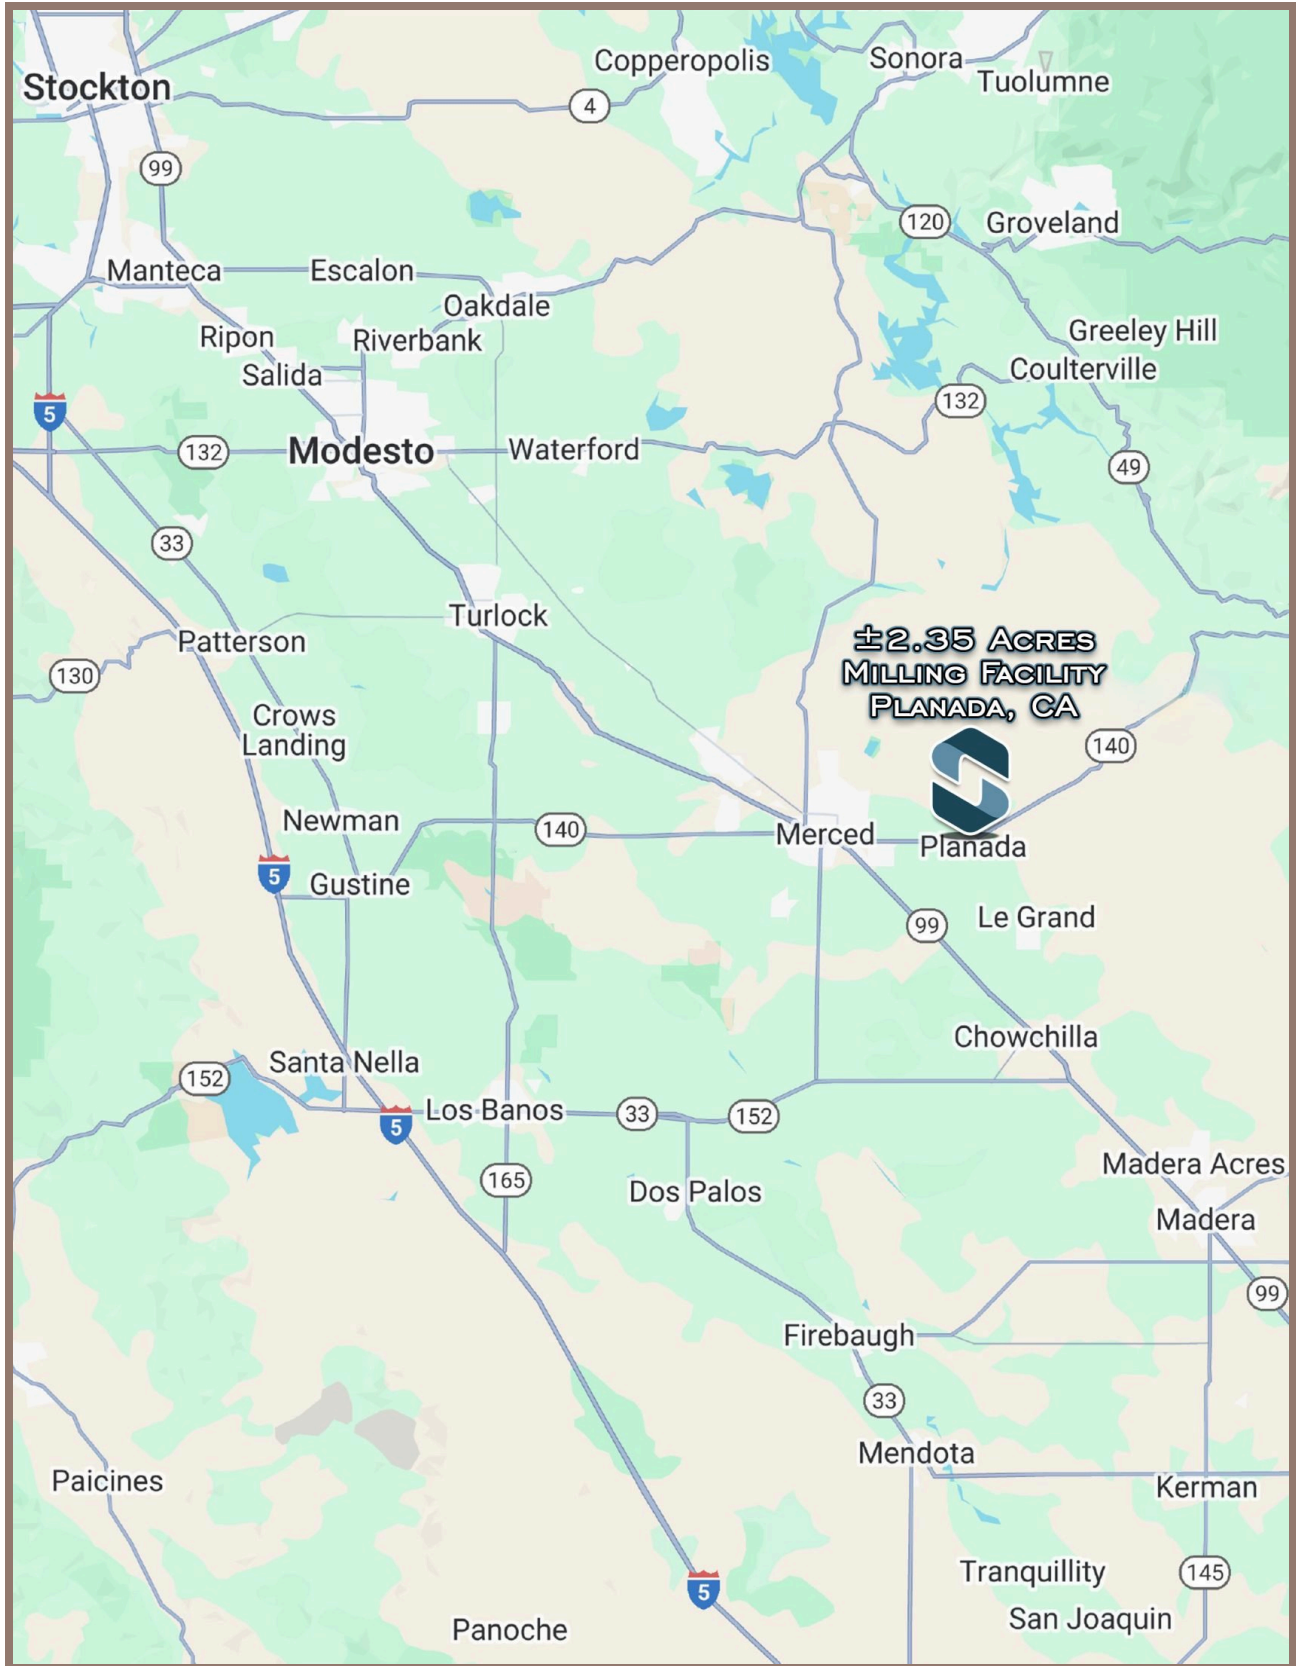 Copperopolis
Sonora
Tuolumne
Stockton
4
99
120
Groveland
Manteca
Escalon
Oakdale
Ripon
Riverbank
Greeley Hill
Salida
Coulterville
5
132
132
Modesto
Waterford
49
33
Turlock
Patterson
±2.35 Acres
Milling Facility
Planada, CA
130
Crows
Landing
140
Newman
140
Merced
Planada
5
Gustine
Le Grand
99
Chowchilla
Santa Nella
152
Los Banos
33
152
5
Madera Acres
165
Dos Palos
Madera
99
Firebaugh
33
Mendota
Paicines
Kerman
Tranquillity
145
5
San Joaquin
Panoche